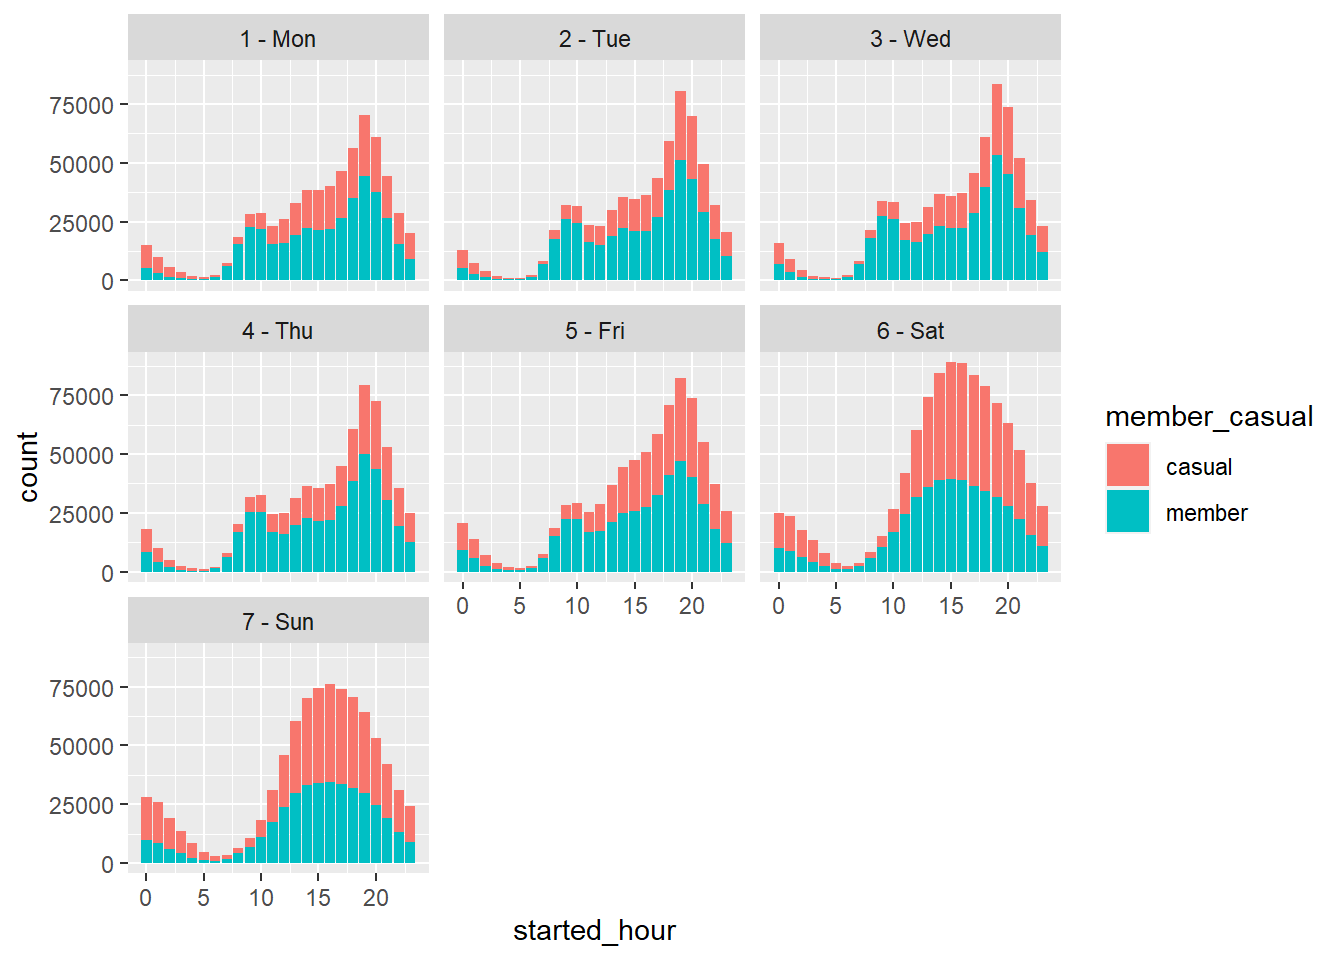 1 - Mon
2 - Tue
3 - Wed
75000
50000
25000
0
4 - Thu
5 - Fri
6 - Sat
75000
50000
25000
0
0 5 10 15 20
0 5 10 15 20
7 - Sun
75000
50000
25000
0
0 5 10 15 20
started_hour
count
member_casual
casual
member